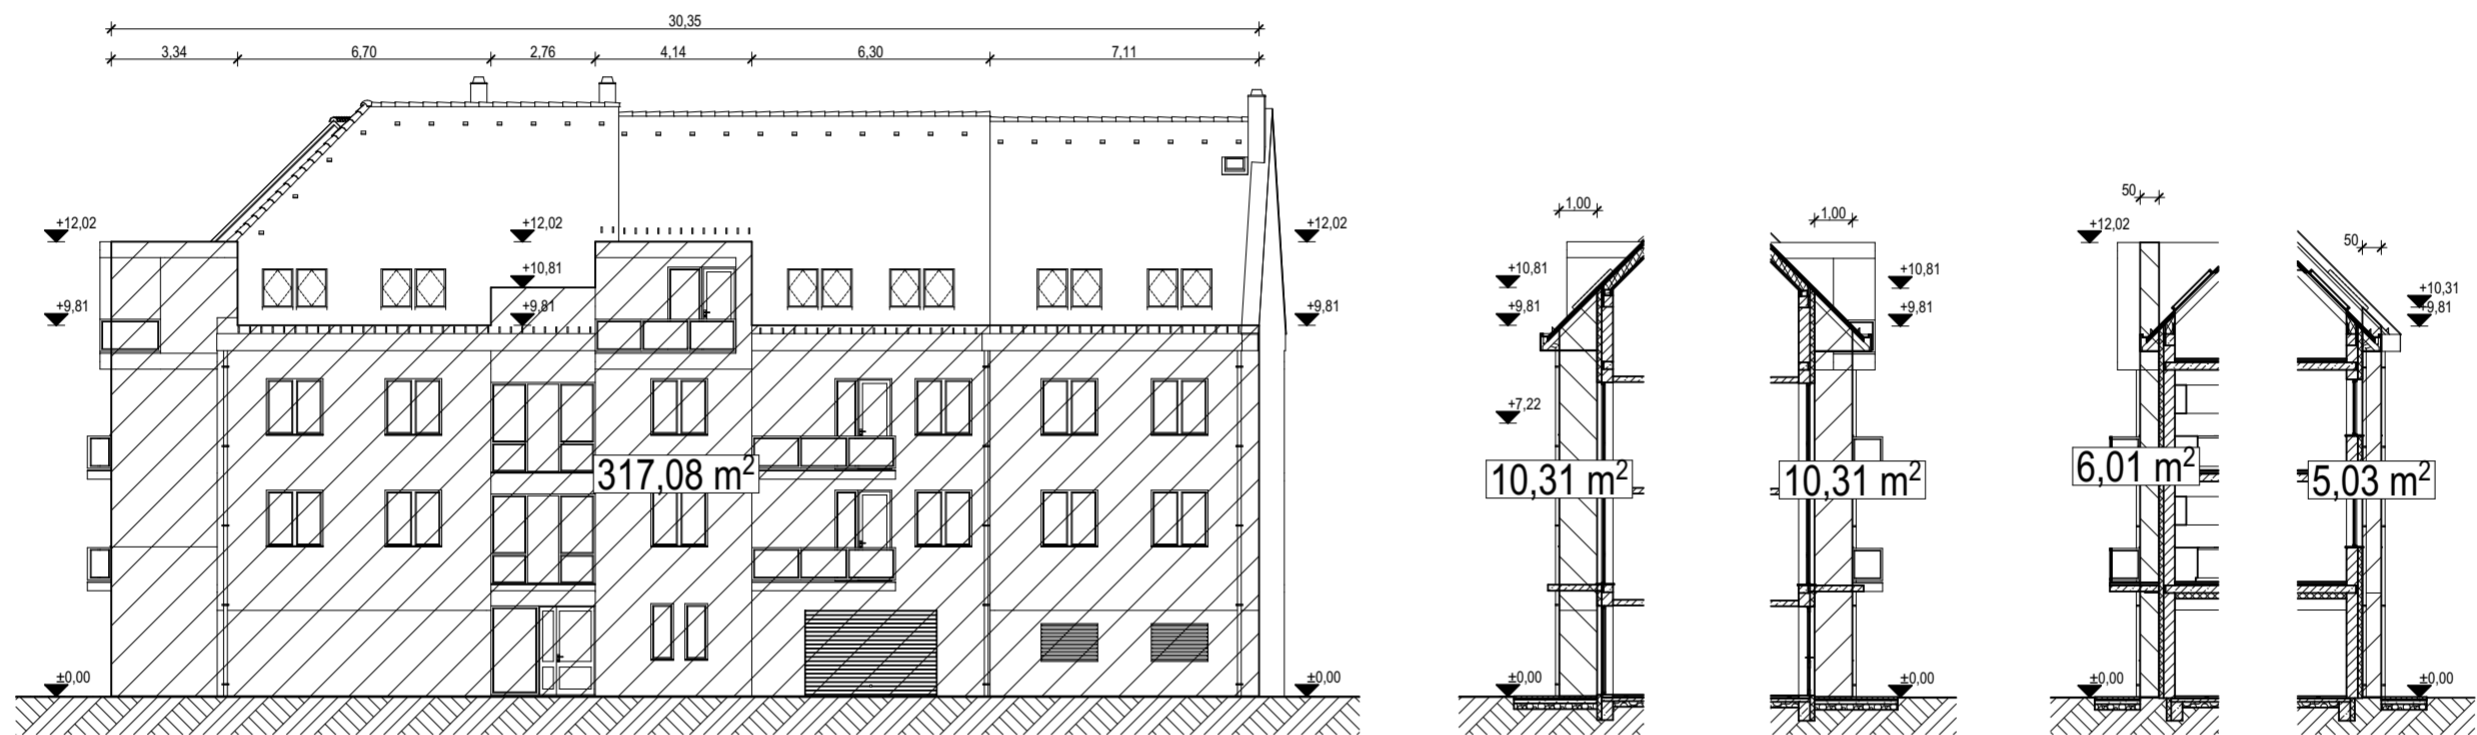 30,35
3,34 6,70 2,76 4,14 6,30 7,11
+12,02 +12,02 +12,02
+10,81
+9,81 +9,81 +9,81
317,08 m²
±0,00 ±0,00
1,00
+10,81
+9,81
+7,22
10,31 m²
±0,00
1,00
+10,81
+9,81
10,31 m²
±0,00
50
+12,02
6,01 m²
±0,00
50
+10,31
+9,81
5,03 m²
±0,00